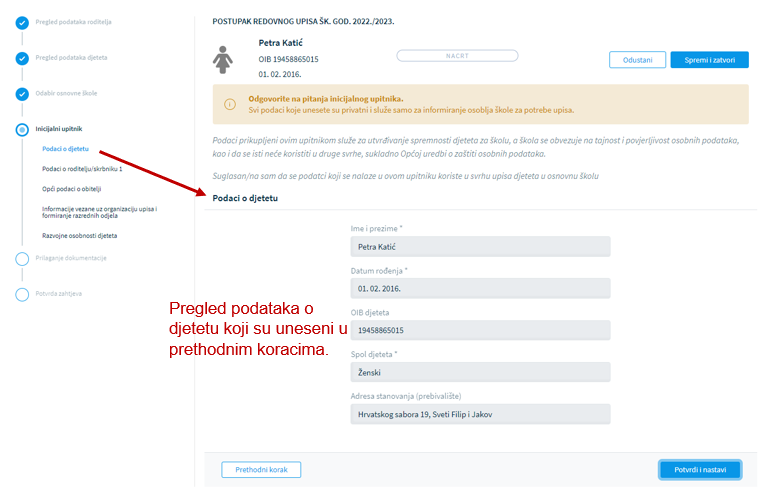 Pregled podataka roditelja
Pregled podataka djeteta
Odabir osnovne škole
Inicijalni upitnik
Podaci o djetetu
Podaci o roditelju/skrbniku 1
Opći podaci o obitelji
Informacije vezane uz organizaciju upisa i
formiranje razrednih odjela
Razvojne osobnosti djeteta
Prilaganje dokumentacije
Potvrda zahtjeva
POSTUPAK REDOVNOG UPISA ŠK. GOD. 2022./2023.
Petra Katić
OIB 19458865015
01. 02. 2016.
NACRT
Odustani
Spremi i zatvori
Odgovorite na pitanja inicijalnog upitnika.
Svi podaci koje unesete su privatni i služe samo za informiranje osoblja škole za potrebe upisa.
Podaci prikupljeni ovim upitnikom služe za utvrđivanje spremnosti djeteta za školu, a škola se obvezuje na tajnost i povjerljivost osobnih podataka,
kao i da se isti neće koristiti u druge svrhe, sukladno Općoj uredbi o zaštiti osobnih podataka.
Suglasan/na sam da se podatci koji se nalaze u ovom upitniku koriste u svrhu upisa djeteta u osnovnu školu
Podaci o djetetu
Ime i prezime *
Petra Katić
Datum rođenja *
01. 02. 2016.
OIB djeteta
19458865015
Spol djeteta *
Ženski
Adresa stanovanja (prebivalište)
Hrvatskog sabora 19, Sveti Filip i Jakov
Pregled podataka o
djetetu koji su uneseni u
prethodnim koracima.
Prethodni korak
Potvrdi i nastavi